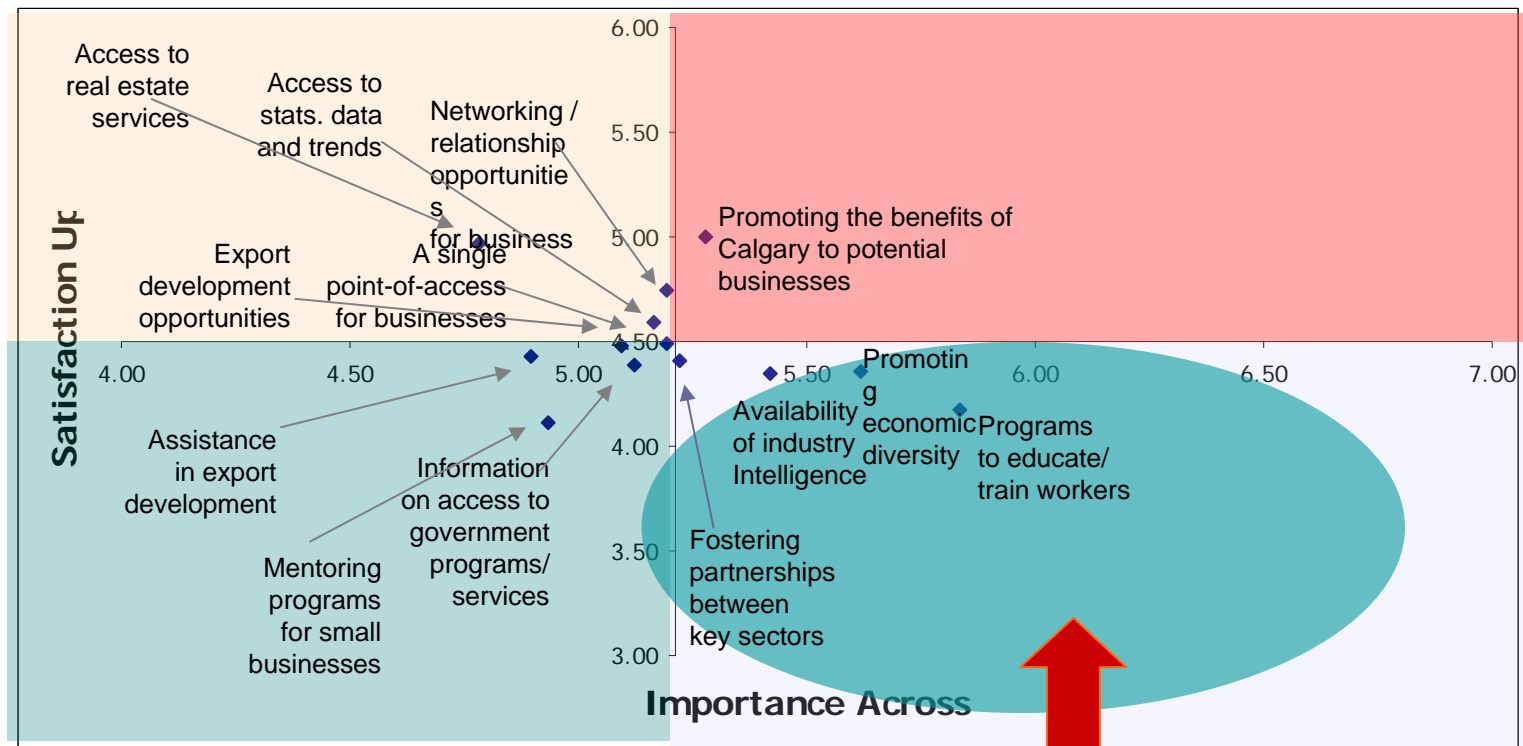 Access to
real estate
services
Access to
stats. data
and trends
Networking /
relationship
opportunitie
s
for business
Export
development
opportunities
A single
point-of-access
for businesses
Promoting the benefits of
Calgary to potential
businesses
Satisfaction Up
6.00
5.50
5.00
4.50
4.00
3.50
3.00
4.00
4.50
5.00
5.50
6.00
6.50
7.00
Assistance
in export
development
Mentoring
programs
for small
businesses
Information
on access to
government
programs/
services
Fostering
partnerships
between
key sectors
Availability
of industry
Intelligence
Promotin
g
economic
diversity
Programs
to educate/
train workers
Importance Across